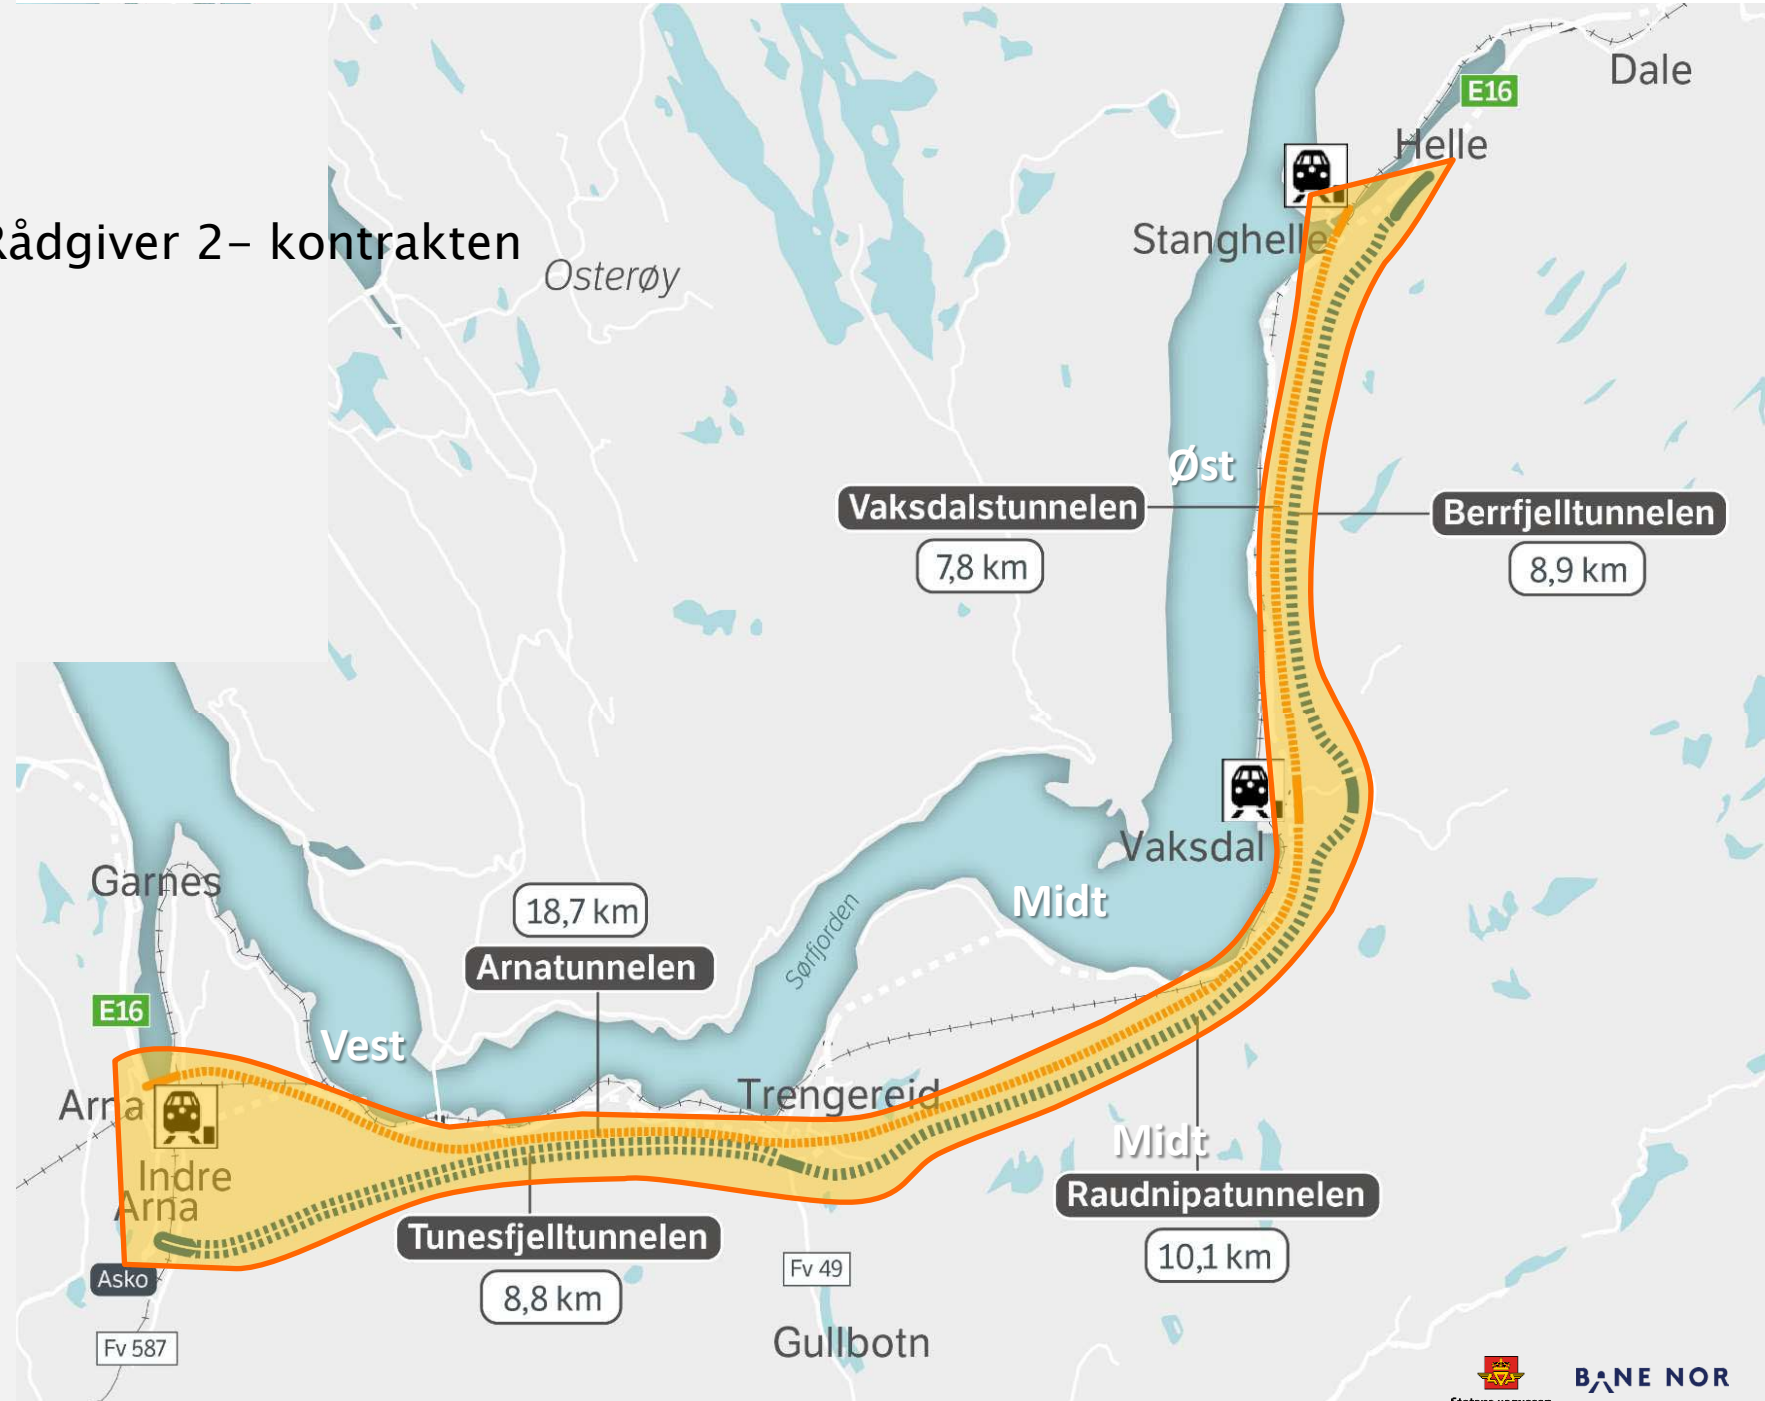 Dale
E16
Helle
Stanghelle
Rådgiver 2- kontrakten
Osterøy
Øst
Vaksdalstunnelen
7,8 km
Berrfjelltunnelen
8,9 km
Vaksdal
Garnes
Midt
18,7 km
Arnatunnelen
Sørfjorden
E16
Vest
Arna
Trengereid
Midt
Indre
Arna
Raudnipatunnelen
10,1 km
Tunesfjelltunnelen
8,8 km
Asko
Fv 49
Fv 587
Gullbotn
BANE NOR